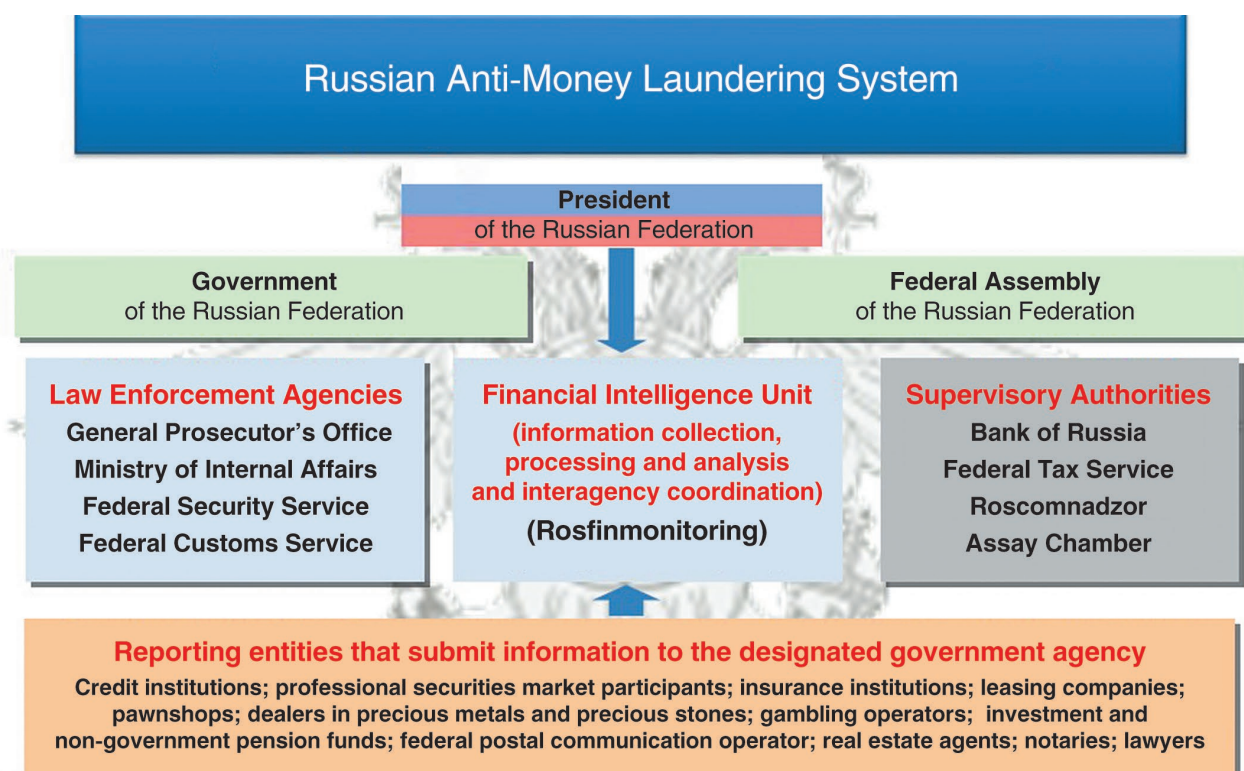 Russian Anti-Money Laundering System
President
of the Russian Federation
Government
of the Russian Federation
Federal Assembly
of the Russian Federation
Law Enforcement Agencies
General Prosecutor's Office
Ministry of Internal Affairs
Federal Security Service
Federal Customs Service
Financial Intelligence Unit
(information collection,
processing and analysis
and interagency coordination)
(Rosfinmonitoring)
Supervisory Authorities
Bank of Russia
Federal Tax Service
Roscomnadzor
Assay Chamber
Reporting entities that submit information to the designated government agency
Credit institutions; professional securities market participants; insurance institutions; leasing companies;
pawnshops; dealers in precious metals and precious stones; gambling operators; investment and
non-government pension funds; federal postal communication operator; real estate agents; notaries; lawyers